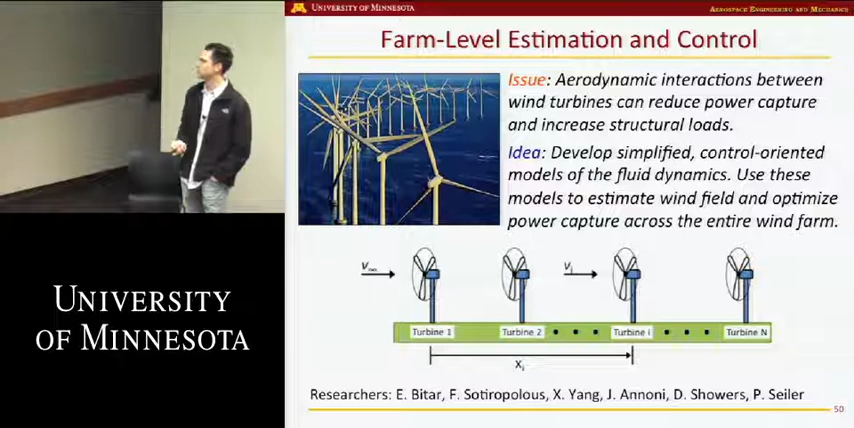 UNIVERSITY OF MINNESOTA
AEROSPACE ENGINEERING AND MECHANICS
Farm-Level Estimation and Control
Issue: Aerodynamic interactions between
wind turbines can reduce power capture
and increase structural loads.
Idea: Develop simplified, control-oriented
models of the fluid dynamics. Use these
models to estimate wind field and optimize
power capture across the entire wind farm.
V∞
Vi
Turbine 1
Turbine 2
Turbine i
Turbine N
Xi
Researchers: E. Bitar, F. Sotiropolous, X. Yang, J. Annoni, D. Showers, P. Seiler
50
UNIVERSITY
OF MINNESOTA